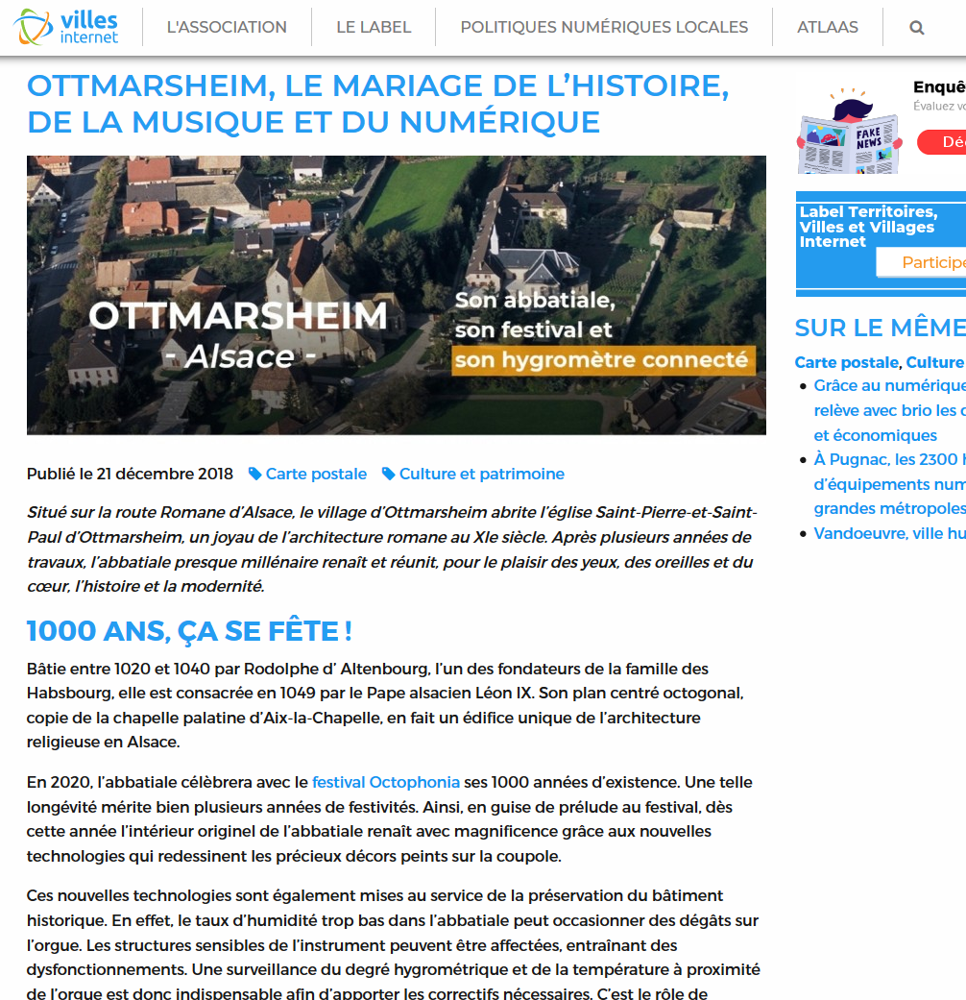 villes
internet
L'ASSOCIATION
LE LABEL
POLITIQUES NUMÉRIQUES LOCALES
ATLAAS
OTTMARSHEIM, LE MARIAGE DE L’HISTOIRE,
DE LA MUSIQUE ET DU NUMÉRIQUE
OTTMARSHEIM
- Alsace -
Son abbatiale,
son festival et
son hygromètre connecté
Publié le 21 décembre 2018 Carte postale Culture et patrimoine
Situé sur la route Romane d’Alsace, le village d’Ottmarsheim abrite l’église Saint-Pierre-et-Saint-
Paul d’Ottmarsheim, un joyau de l’architecture romane au XIe siècle. Après plusieurs années de
travaux, l’abbatiale presque millénaire renaît et réunit, pour le plaisir des yeux, des oreilles et du
cœur, l’histoire et la modernité.
1000 ANS, ÇA SE FÊTE !
Bâtie entre 1020 et 1040 par Rodolphe d’ Altenbourg, l’un des fondateurs de la famille des
Habsbourg, elle est consacrée en 1049 par le Pape alsacien Léon IX. Son plan centré octogonal,
copie de la chapelle palatine d’Aix-la-Chapelle, en fait un édifice unique de l’architecture
religieuse en Alsace.
En 2020, l’abbatiale célèbrera avec le festival Octophonia ses 1000 années d’existence. Une telle
longévité mérite bien plusieurs années de festivités. Ainsi, en guise de prélude au festival, dès
cette année l’intérieur originel de l’abbatiale renaît avec magnificence grâce aux nouvelles
technologies qui redessinent les précieux décors peints sur la coupole.
Ces nouvelles technologies sont également mises au service de la préservation du bâtiment
historique. En effet, le taux d’humidité trop bas dans l’abbatiale peut occasionner des dégâts sur
l’orgue. Les structures sensibles de l’instrument peuvent être affectées, entraînant des
dysfonctionnements. Une surveillance du degré hygrométrique et de la température à proximité
de l’orgue est donc indispensable afin d’apporter les correctifs nécessaires. C’est le rôle de
Enquê
Évaluez vo
FAKE
NEWS
Dé
Label Territoires,
Villes et Villages
Internet
Participe
SUR LE MÊME
Carte postale, Culture
Grâce au numérique
relève avec brio les d
et économiques
À Pugnac, les 2300 h
d’équipements num
grandes métropoles
Vandoeuvre, ville hu